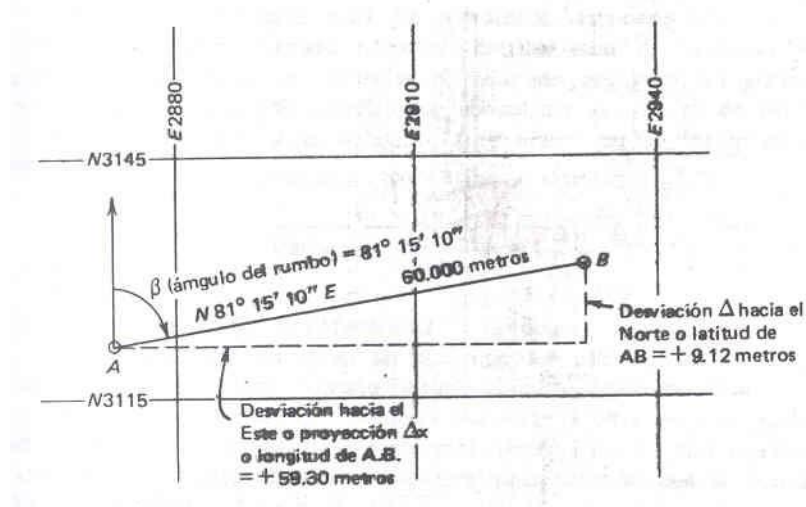 E2880
E2910
E2940
N3145
β (ámgulo del rumbo) = 81° 15' 10"
N 81° 15' 10" E
60.000 metros
B
A
Desviación Δ hacia el
Norte o latitud de
AB = + 9.12 metros
N3115
Desviación hacia el
Este o proyección Δx
o longitud de A.B.
= + 59.30 metros